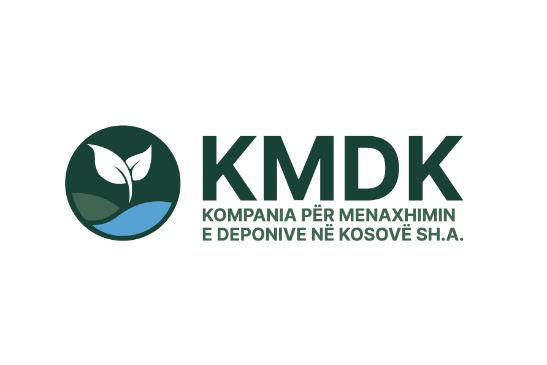 KMDK
KOMPANIA PËR MENAXHIMIN
E DEPONIVE NË KOSOVË SH.A.